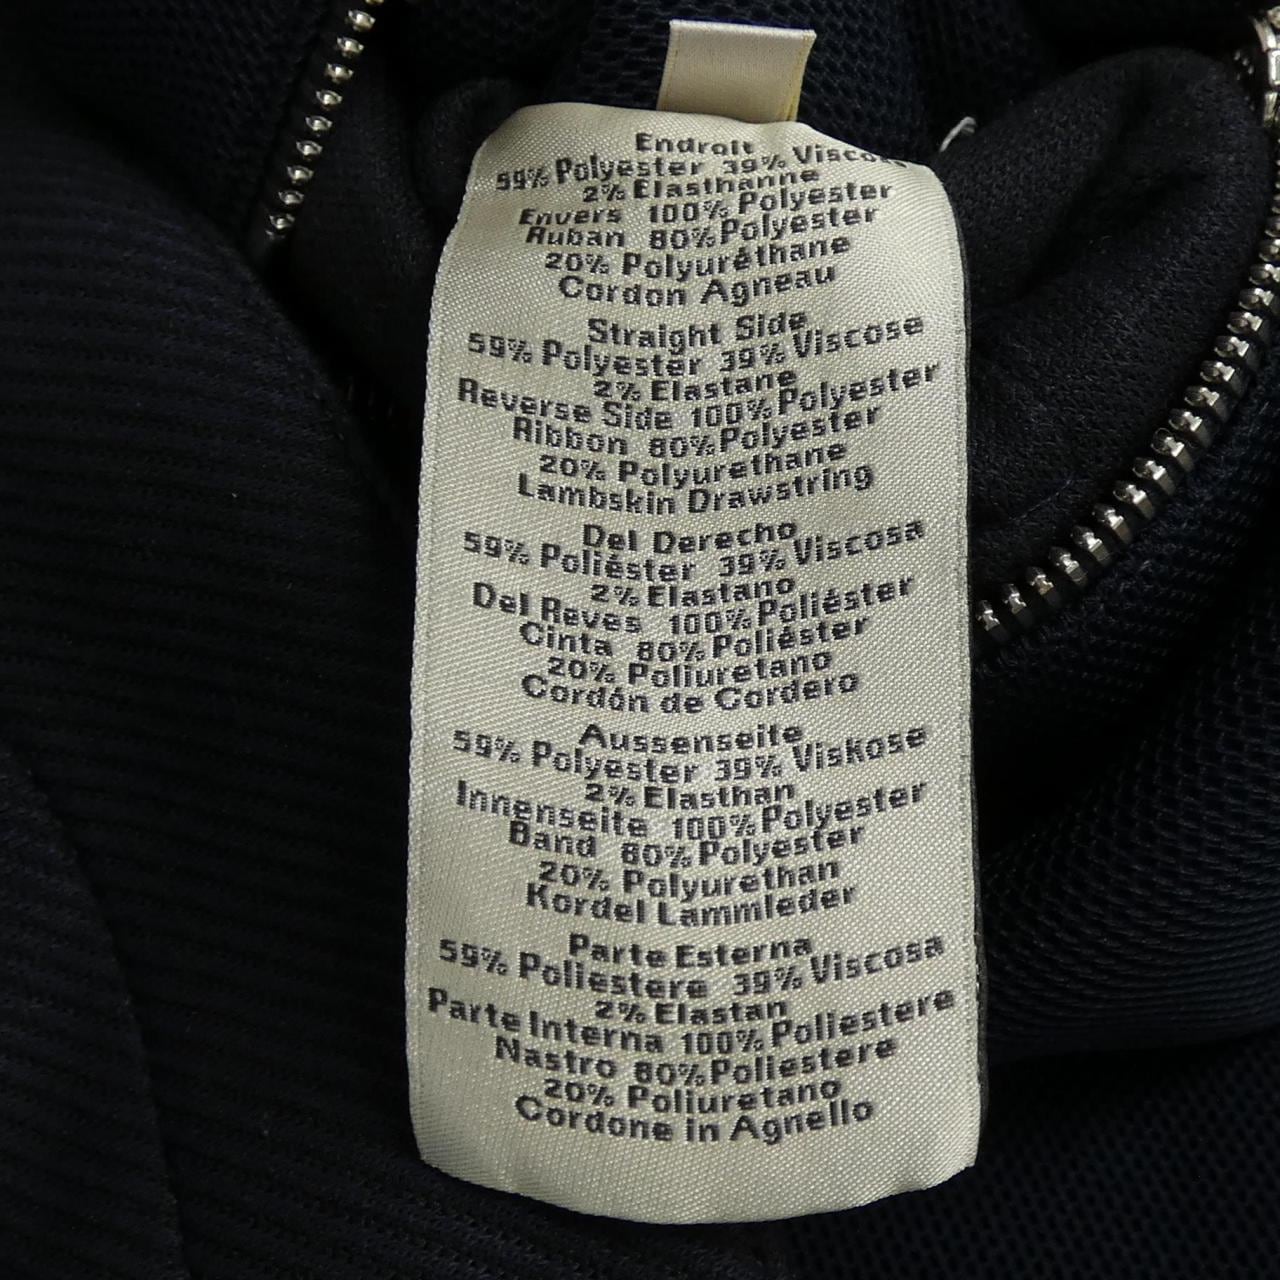 Endroit
59% Polyester 39% Viscose
2% Elasthanne
Envers 100% Polyester
Ruban 80% Polyester
20% Polyuréthane
Cordon Agneau
Straight Side
59% Polyester 39% Viscose
2% Elastane
Reverse Side 100% Polyester
Ribbon 80% Polyester
20% Polyurethane
Lambskin Drawstring
Del Derecho
59% Poliéster 39% Viscosa
2% Elastano
Del Reves 100% Poliéster
Cinta 80% Poliéster
20% Poliuretano
Cordón de Cordero
Aussenseite
59% Polyester 39% Viskose
2% Elasthan
Innenseite 100% Polyester
Band 80% Polyester
20% Polyurethan
Kordel Lammleder
Parte Esterna
59% Poliestere 39% Viscosa
2% Elastan
Parte Interna 100% Poliestere
Nastro 80% Poliestere
20% Poliuretano
Cordone in Agnello